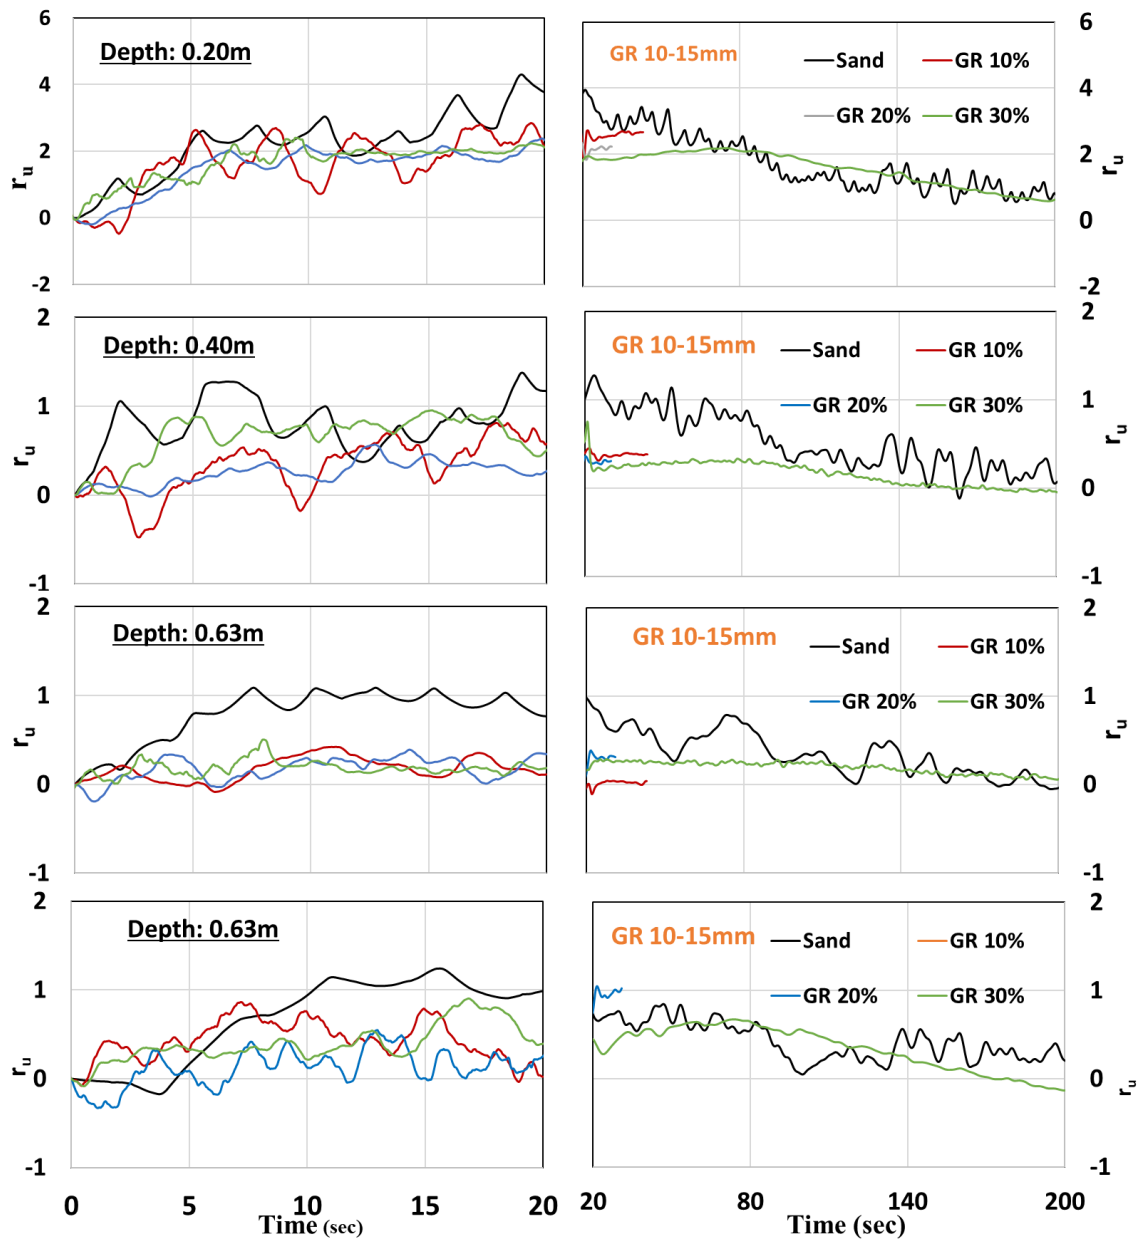 6
4
2
0
-2
r_u
Depth: 0.20m
GR 10-15mm
Sand
GR 10%
GR 20%
GR 30%
6
4
2
0
-2
r_u
2
1
0
-1
r_u
Depth: 0.40m
GR 10-15mm
Sand
GR 10%
GR 20%
GR 30%
2
1
0
-1
r_u
2
1
0
-1
r_u
Depth: 0.63m
GR 10-15mm
Sand
GR 10%
GR 20%
GR 30%
2
1
0
-1
r_u
2
1
0
-1
r_u
Depth: 0.63m
GR 10-15mm
Sand
GR 10%
GR 20%
GR 30%
2
1
0
-1
r_u
0 5 10 15 20
Time (sec)
20 80 140 200
Time (sec)